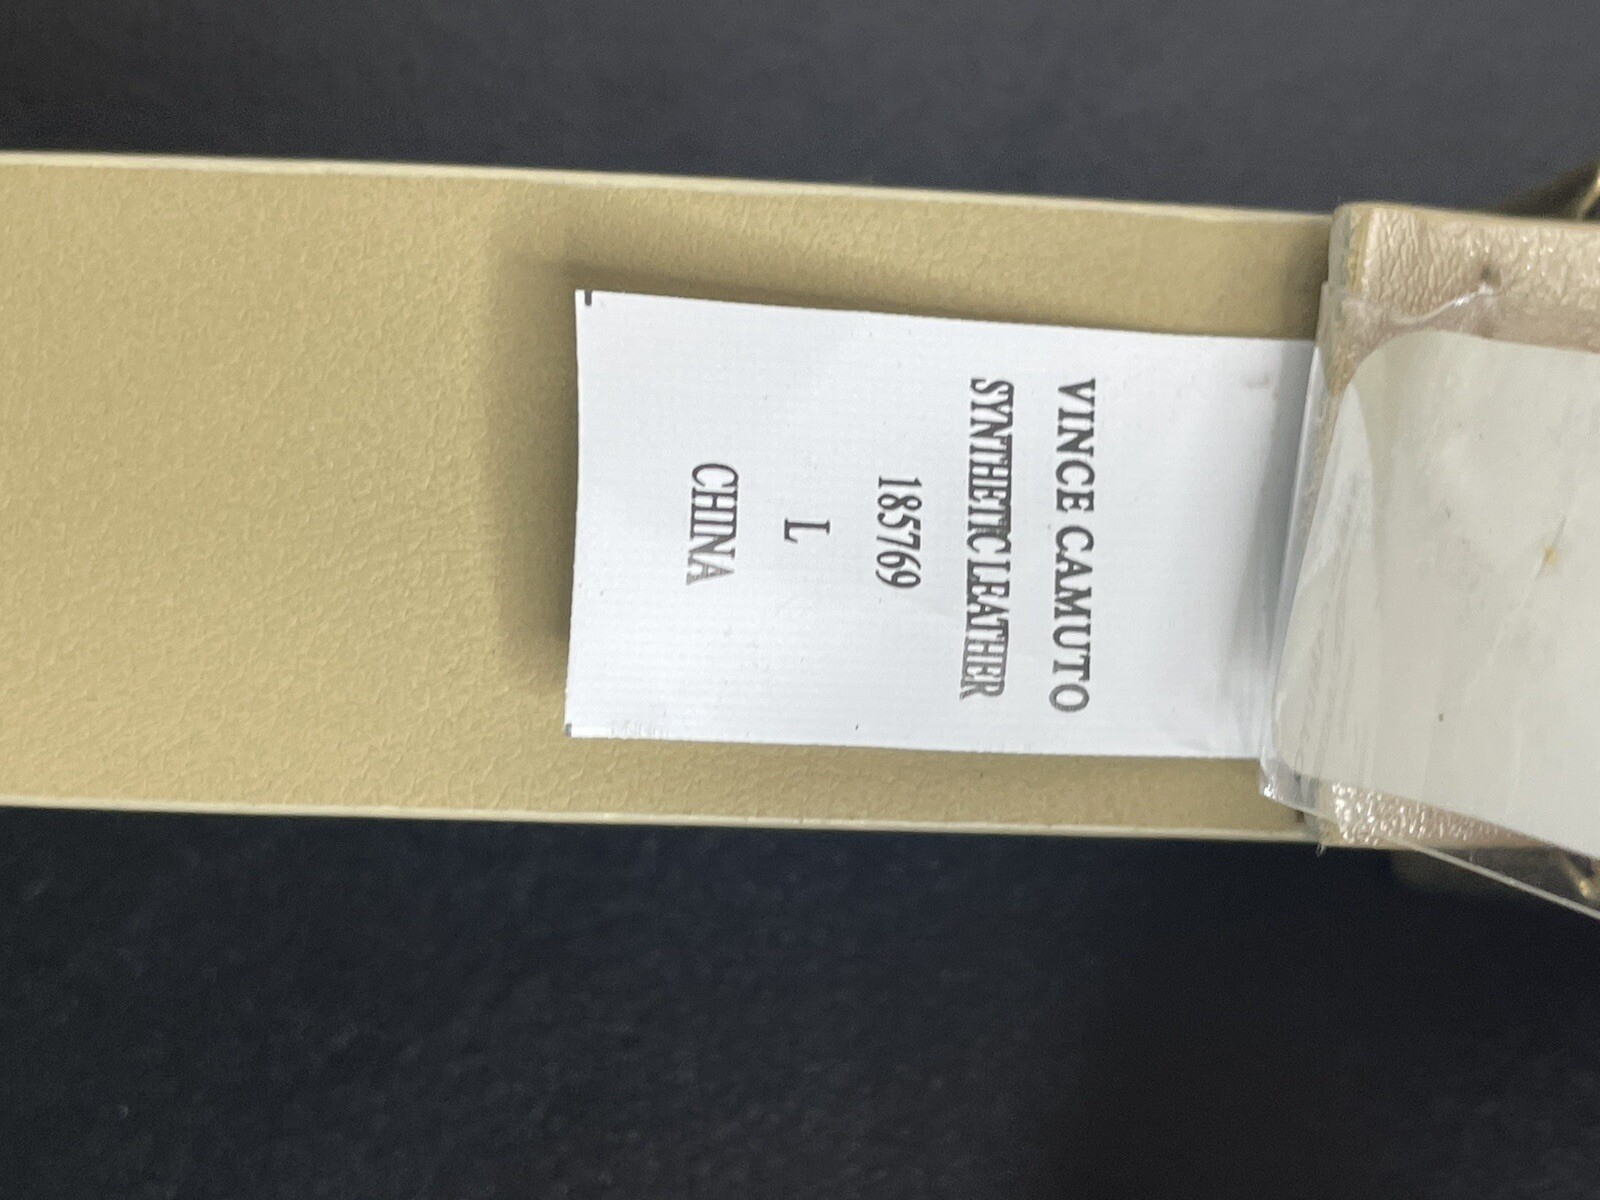 VINCE CAMUTO
SYNTHETIC LEATHER
185769
L
CHINA